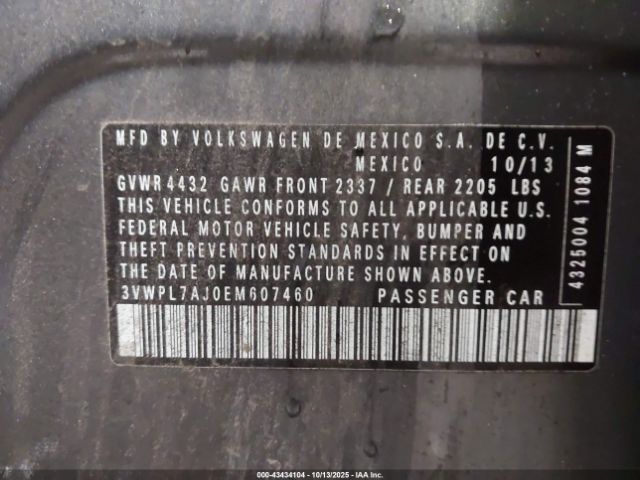 MFD BY VOLKSWAGEN DE MEXICO S.A. DE C.V.
MEXICO 10/13
GVWR 4432 GAWR FRONT 2337 / REAR 2205 LBS
THIS VEHICLE CONFORMS TO ALL APPLICABLE U.S.
FEDERAL MOTOR VEHICLE SAFETY, BUMPER AND
THEFT PREVENTION STANDARDS IN EFFECT ON
THE DATE OF MANUFACTURE SHOWN ABOVE.
3VWPL7AJ0EM607460 PASSENGER CAR
4325004 1084 M
000-43434104 - 10/13/2025 - IAA Inc.